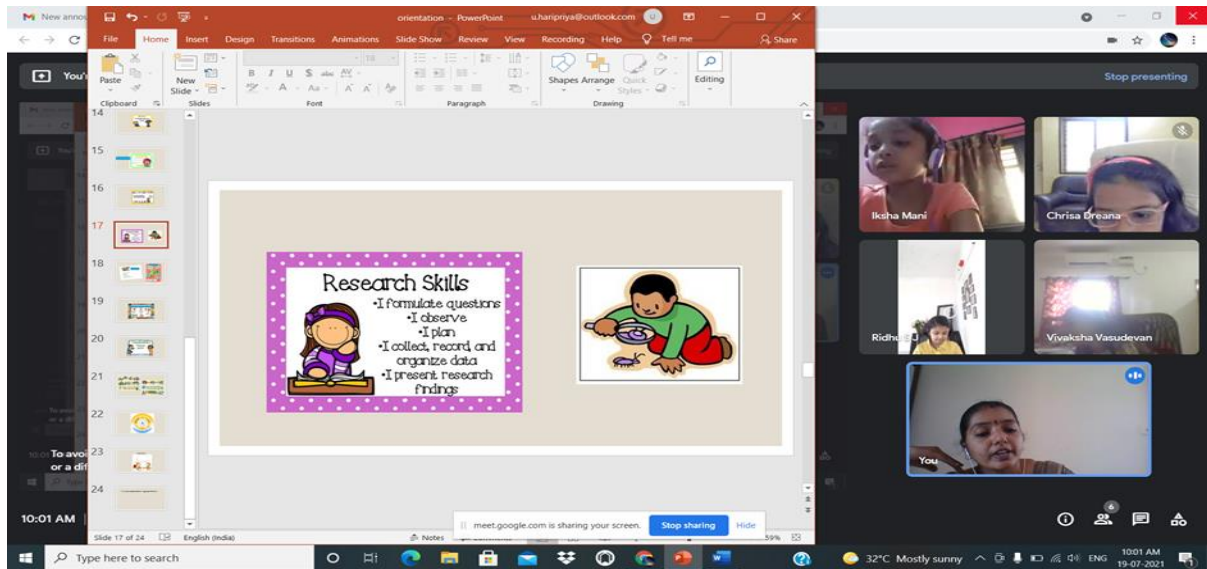 New annou
orientation - PowerPoint
u.haripriya@outlook.com
U
File Home Insert Design Transitions Animations Slide Show Review View Recording Help Tell me Share
Paste
New
Slide
Shapes Arrange Quick
Styles
Editing
Clipboard Slides Font Paragraph Drawing
You'
Stop presenting
14
15
16
17
18
19
20
21
22
23
24
Research Skills
•I formulate questions
•I observe
•I plan
•I collect, record, and
organize data
•I present research
findings
Iksha Mani
Chrisa Dreana
Vivaksha Vasudevan
You
6
To avoi
or a dif
10:01 AM
meet.google.com is sharing your screen. Stop sharing Hide
Slide 17 of 24 English (India) Notes 59%
Type here to search
32°C Mostly sunny ENG 10:01 AM
19-07-2021